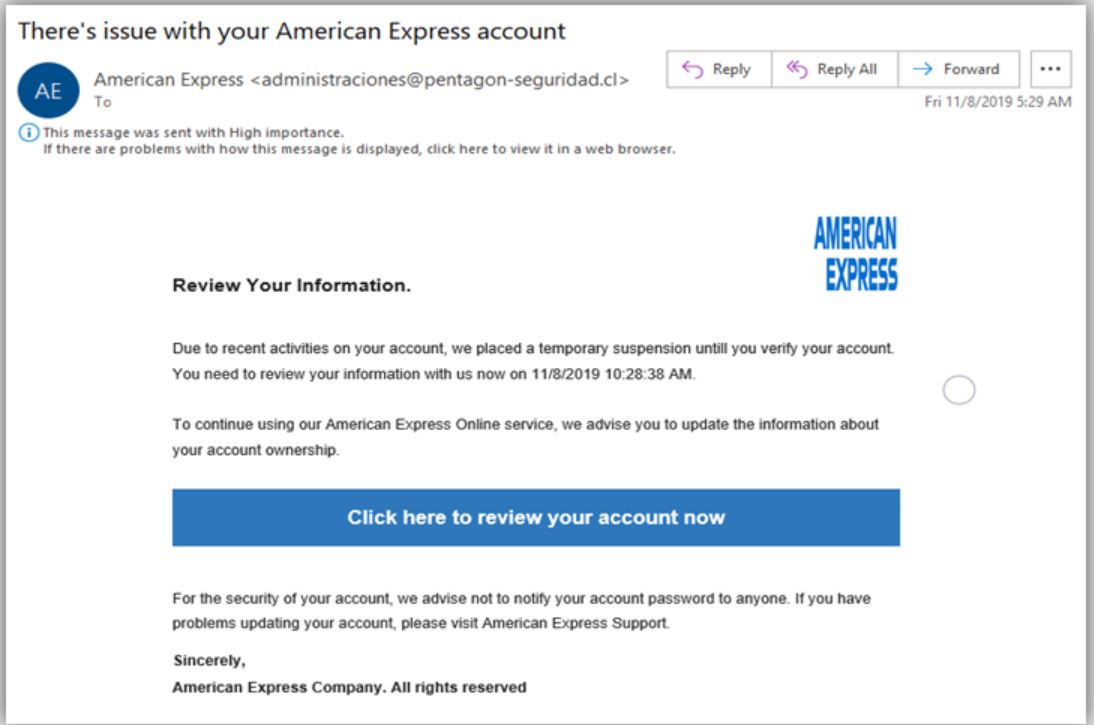 There's issue with your American Express account
AE
American Express <administraciones@pentagon-seguridad.cl>
To
Reply
Reply All
Forward
...
Fri 11/8/2019 5:29 AM
This message was sent with High importance.
If there are problems with how this message is displayed, click here to view it in a web browser.
AMERICAN
EXPRESS
Review Your Information.
Due to recent activities on your account, we placed a temporary suspension untill you verify your account.
You need to review your information with us now on 11/8/2019 10:28:38 AM.
To continue using our American Express Online service, we advise you to update the information about
your account ownership.
Click here to review your account now
For the security of your account, we advise not to notify your account password to anyone. If you have
problems updating your account, please visit American Express Support.
Sincerely,
American Express Company. All rights reserved